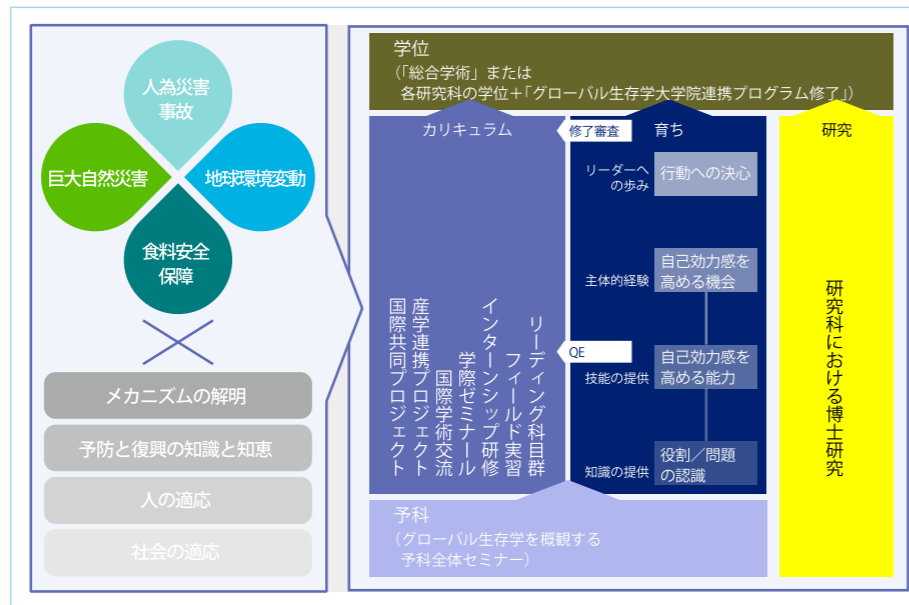 人為災害
事故
巨大自然災害
地球環境変動
食料安全
保障
メカニズムの解明
予防と復興の知識と知恵
人の適応
社会の適応
学位
(「総合学術」または
各研究科の学位+「グローバル生存学大学院連携プログラム修了」)
カリキュラム
リーディング科目群
フィールド実習
インターンシップ研修
学際ゼミナール
国際学術交流
産学連携プロジェクト
国際共同プロジェクト
修了審査
育ち
リーダーへ
の歩み
行動への決心
主体的経験
自己効力感を
高める機会
QE
技能の提供
自己効力感を
高める能力
知識の提供
役割/問題
の認識
研究
研究科における博士研究
予科
(グローバル生存学を概観する
予科全体セミナー)